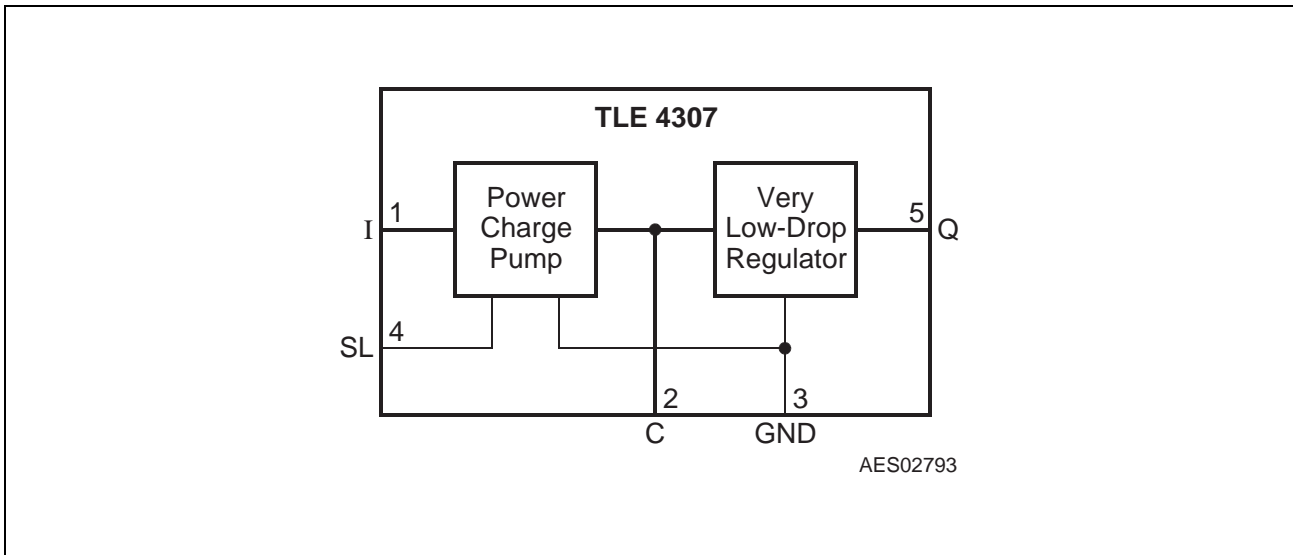 TLE 4307
Power
Charge
Pump
Very
Low-Drop
Regulator
I
1
5
Q
SL
4
2
3
C
GND
AES02793